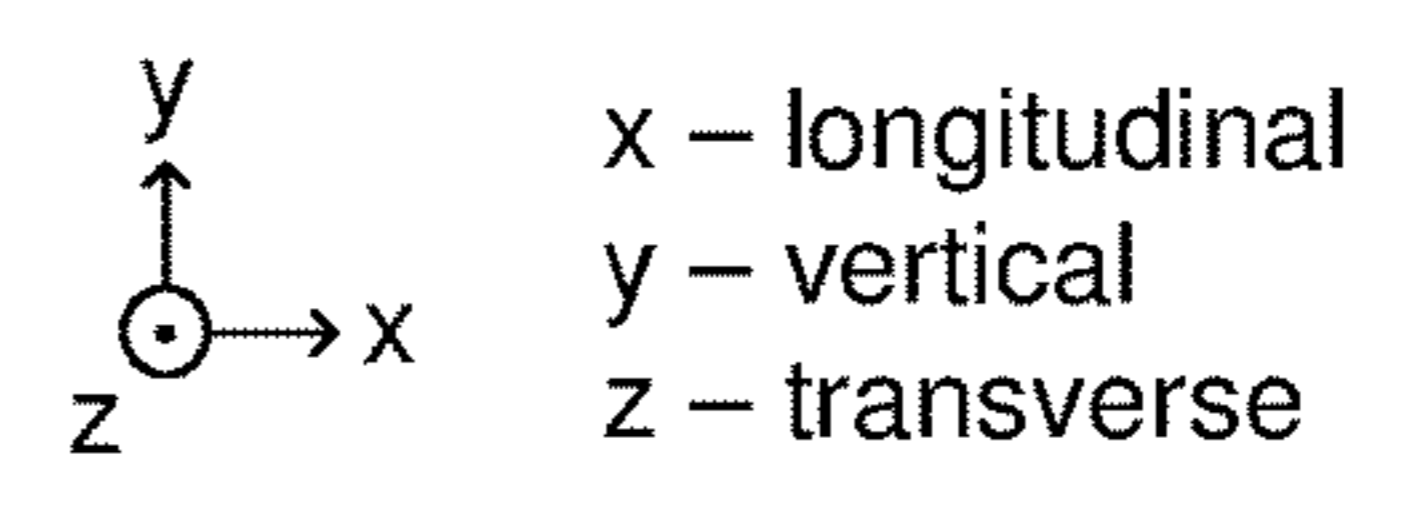 y
x – longitudinal
y – vertical
x
z – transverse
z